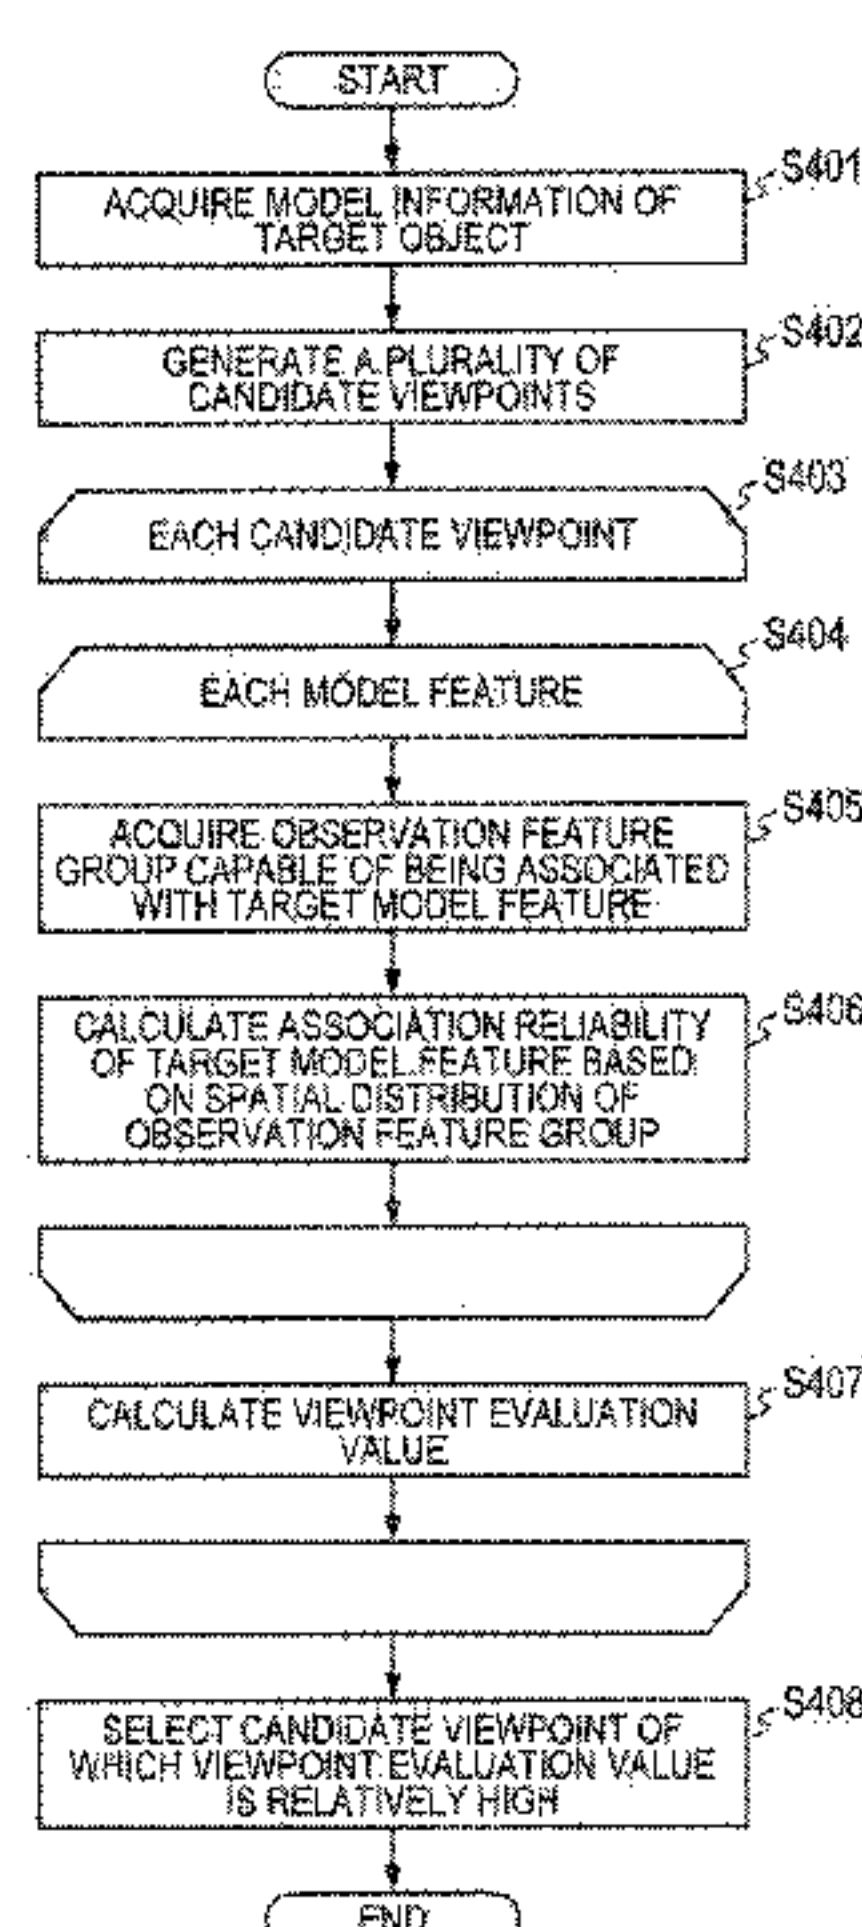 START
S401
ACQUIRE MODEL INFORMATION OF
TARGET OBJECT
S402
GENERATE A PLURALITY OF
CANDIDATE VIEWPOINTS
S403
EACH CANDIDATE VIEWPOINT
S404
EACH MODEL FEATURE
S405
ACQUIRE OBSERVATION FEATURE
GROUP CAPABLE OF BEING ASSOCIATED
WITH TARGET MODEL FEATURE
S406
CALCULATE ASSOCIATION RELIABILITY
OF TARGET MODEL FEATURE BASED
ON SPATIAL DISTRIBUTION OF
OBSERVATION FEATURE GROUP
S407
CALCULATE VIEWPOINT EVALUATION
VALUE
S408
SELECT CANDIDATE VIEWPOINT OF
WHICH VIEWPOINT EVALUATION VALUE
IS RELATIVELY HIGH
END